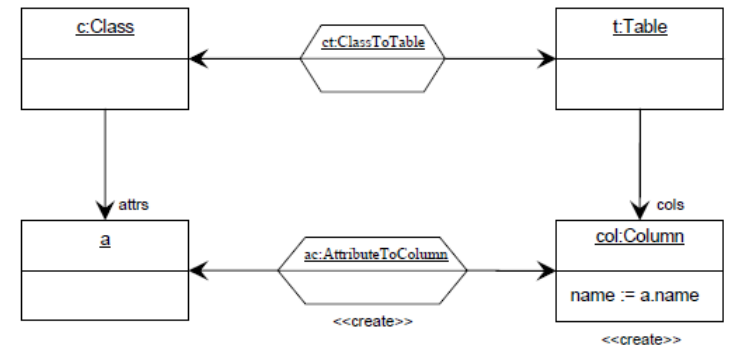 c:Class
ct:ClassToTable
t:Table
attrs
cols
a
ac:AttributeToColumn
col:Column
name := a.name
<<create>>
<<create>>